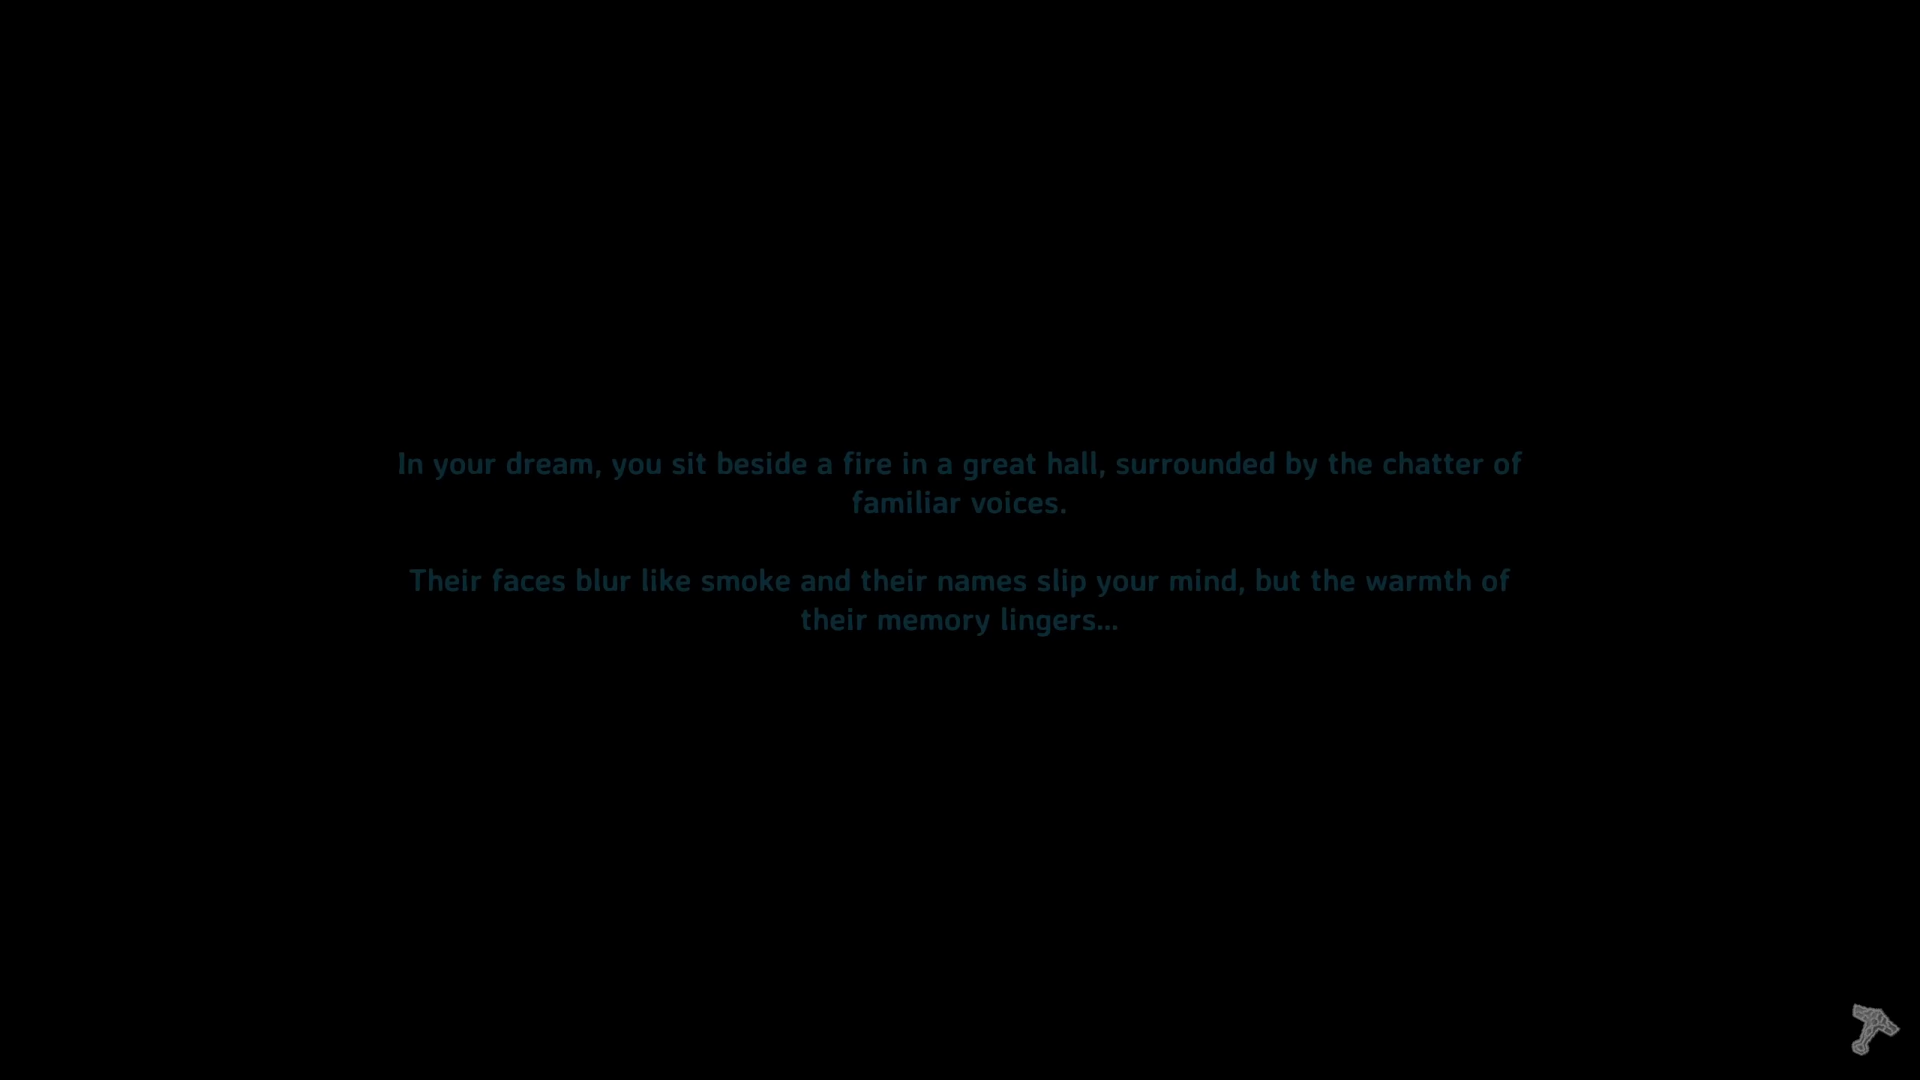 In your dream, you sit beside a fire in a great hall, surrounded by the chatter of
familiar voices.
Their faces blur like smoke and their names slip your mind, but the warmth of
their memory lingers...